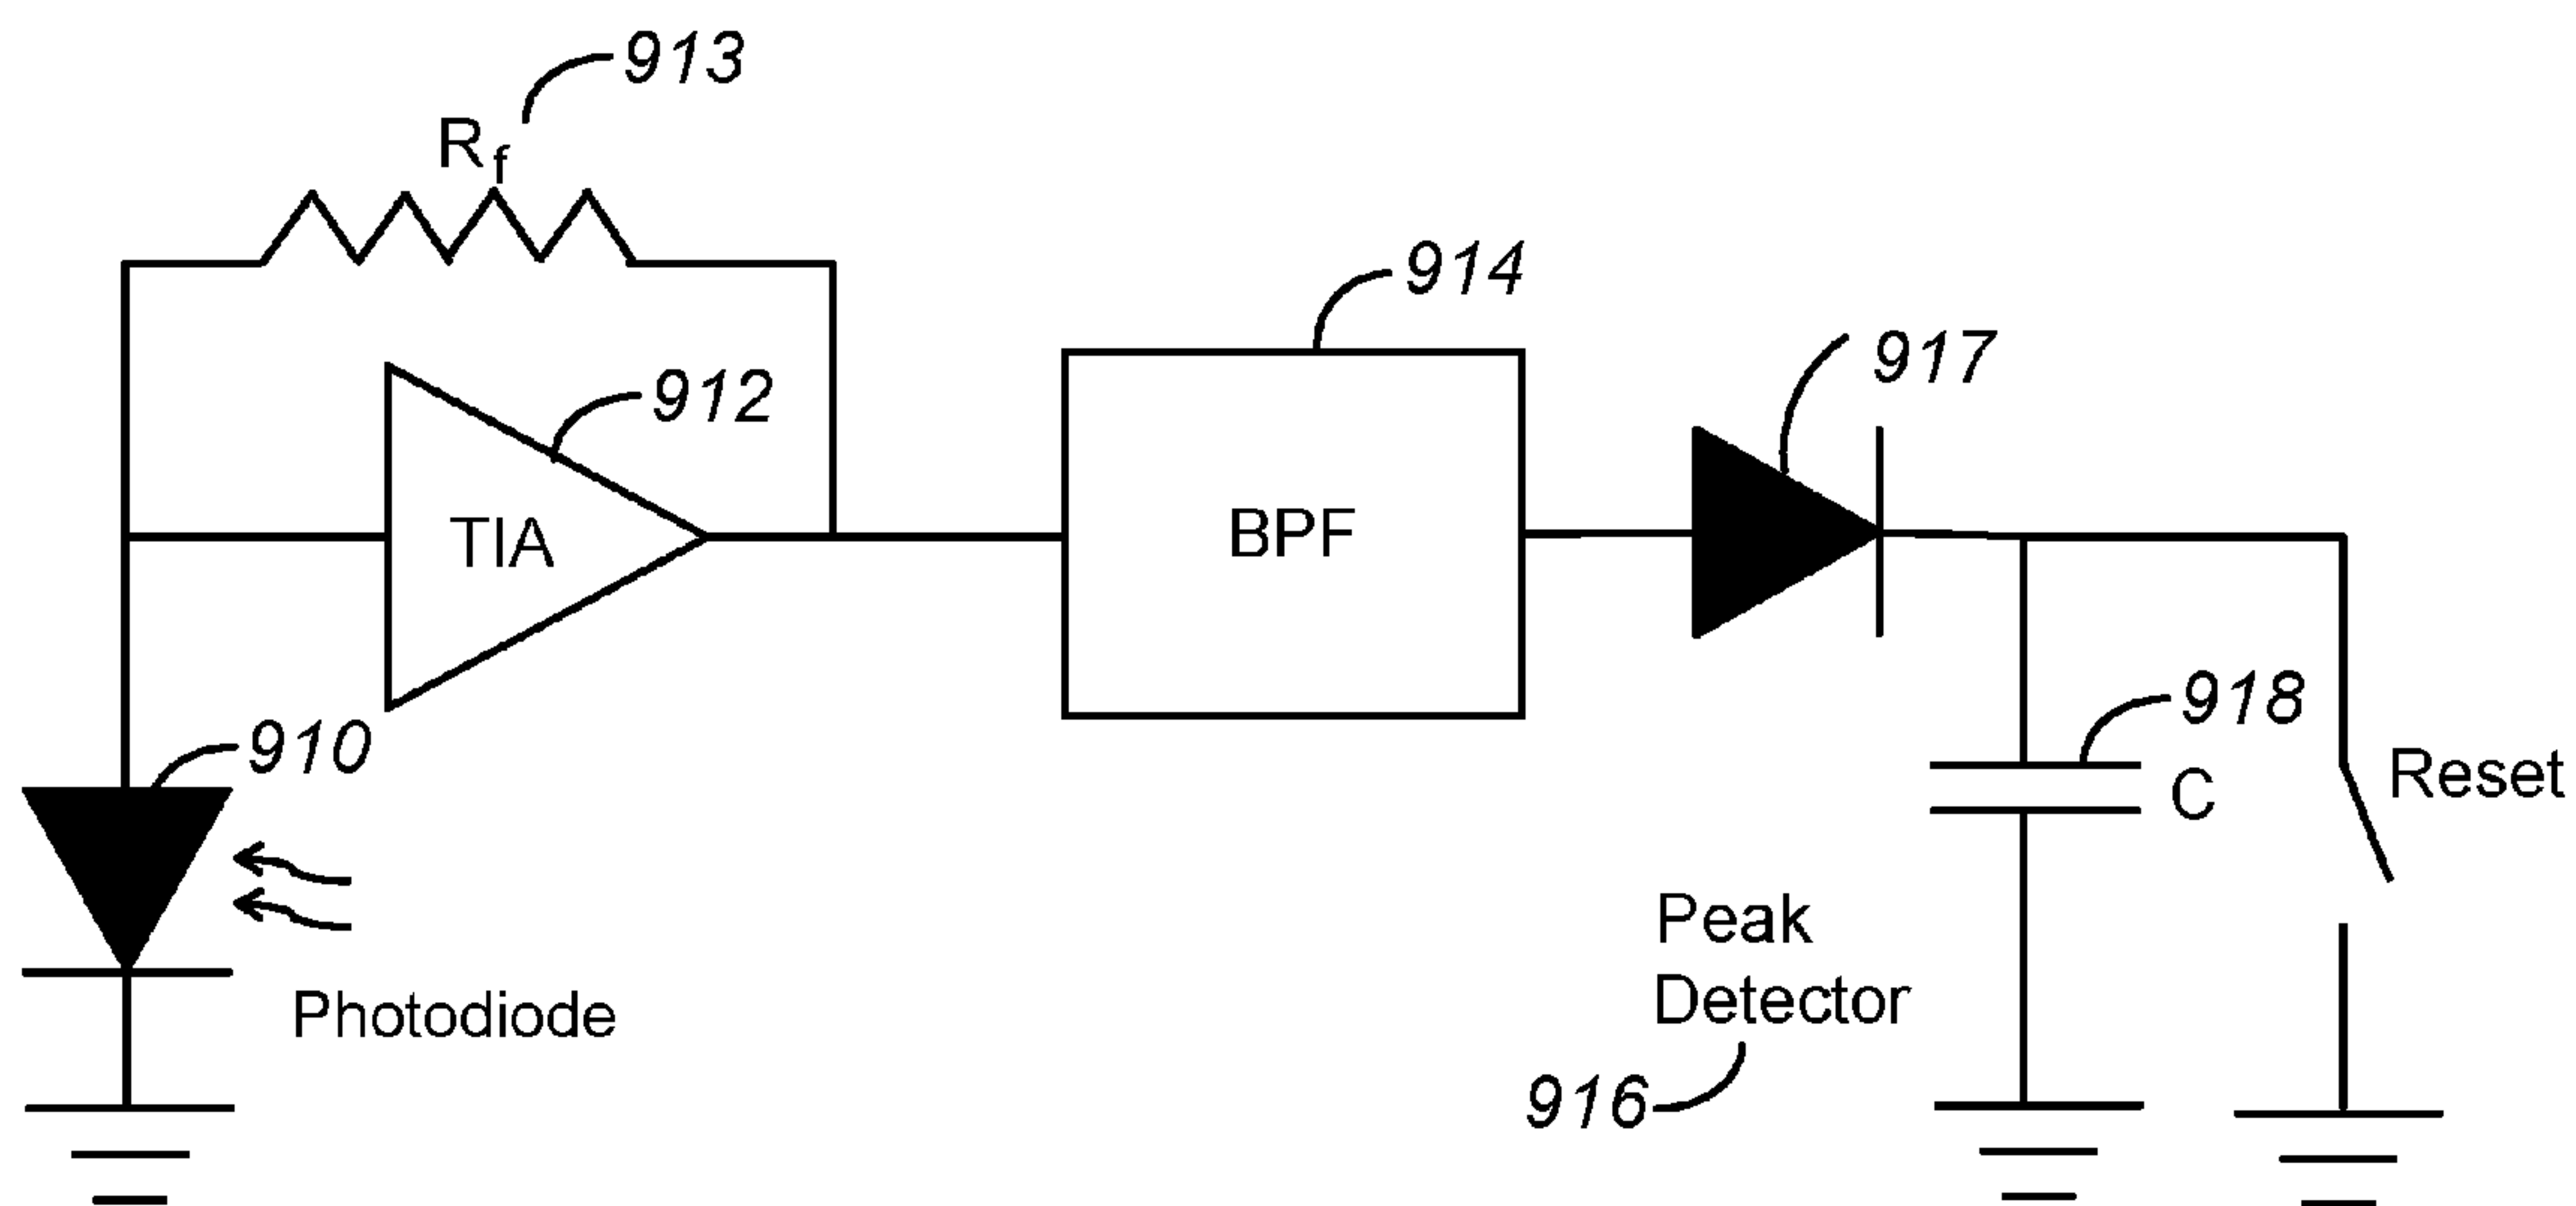 913
Rf
914
917
912
TIA
BPF
910
918
C
Reset
Peak
Detector
Photodiode
916